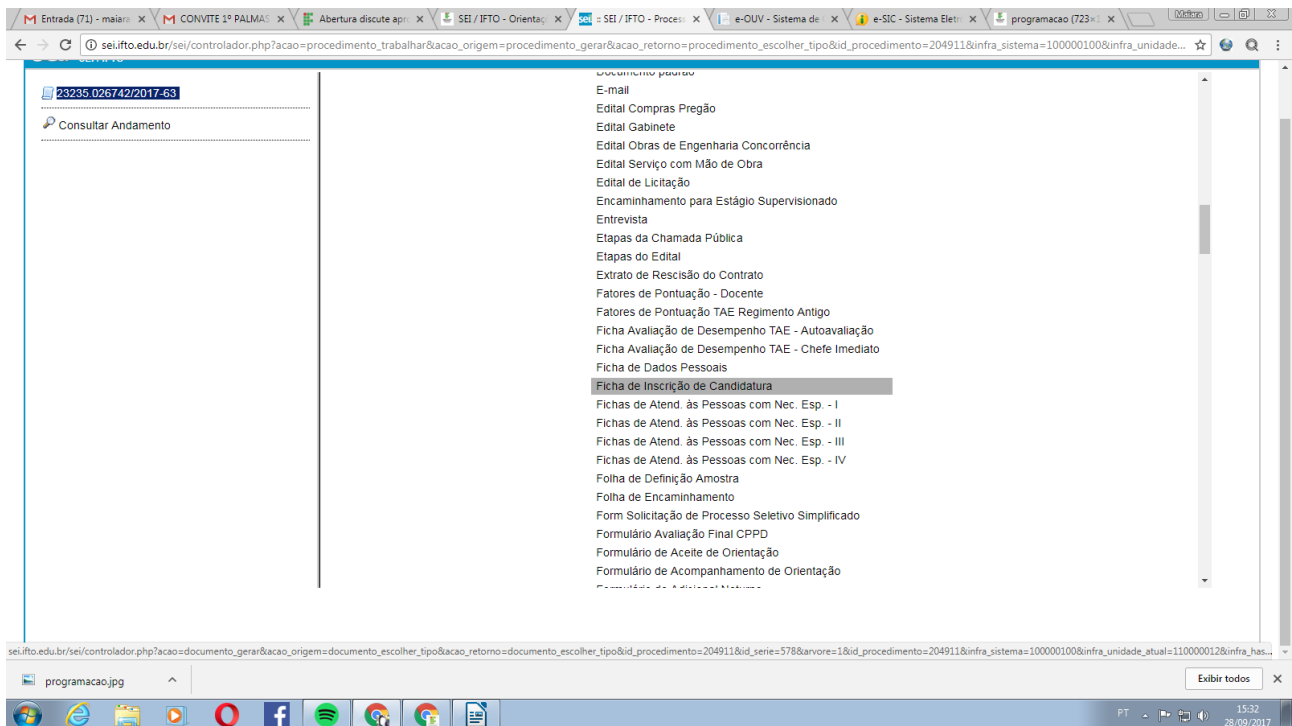 Entrada (71) - maiara
CONVITE 1º PALMAS
Abertura discute apr
SEI / IFTO - Orientaç
:: SEI / IFTO - Process
e-OUV - Sistema de
e-SIC - Sistema Eletr
programacao (723×
Maiara
sei.ifto.edu.br/sei/controlador.php?acao=procedimento_trabalhar&acao_origem=procedimento_gerar&acao_retorno=procedimento_escolher_tipo&id_procedimento=204911&infra_sistema=100000100&infra_unidade...
23235.026742/2017-63
Consultar Andamento
Documento padrão
E-mail
Edital Compras Pregão
Edital Gabinete
Edital Obras de Engenharia Concorrência
Edital Serviço com Mão de Obra
Edital de Licitação
Encaminhamento para Estágio Supervisionado
Entrevista
Etapas da Chamada Pública
Etapas do Edital
Extrato de Rescisão do Contrato
Fatores de Pontuação - Docente
Fatores de Pontuação TAE Regimento Antigo
Ficha Avaliação de Desempenho TAE - Autoavaliação
Ficha Avaliação de Desempenho TAE - Chefe Imediato
Ficha de Dados Pessoais
Ficha de Inscrição de Candidatura
Fichas de Atend. às Pessoas com Nec. Esp. - I
Fichas de Atend. às Pessoas com Nec. Esp. - II
Fichas de Atend. às Pessoas com Nec. Esp. - III
Fichas de Atend. às Pessoas com Nec. Esp. - IV
Folha de Definição Amostra
Folha de Encaminhamento
Form Solicitação de Processo Seletivo Simplificado
Formulário Avaliação Final CPPD
Formulário de Aceite de Orientação
Formulário de Acompanhamento de Orientação
sei.ifto.edu.br/sei/controlador.php?acao=documento_gerar&acao_origem=documento_escolher_tipo&acao_retorno=documento_escolher_tipo&id_procedimento=204911&id_serie=578&arvore=1&id_procedimento=204911&infra_sistema=100000100&infra_unidade_atual=110000012&infra_has...
programacao.jpg
Exibir todos
PT
15:32
28/09/2017